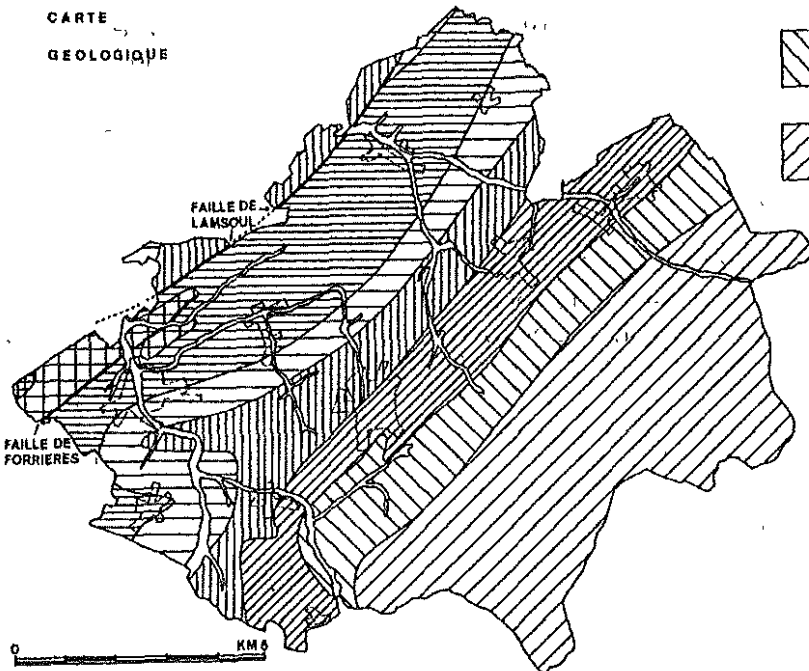 CARTE
GEOLOGIQUE
FAILLE DE
LAMSOUL
FAILLE DE
FORRIERES
0 KM 5